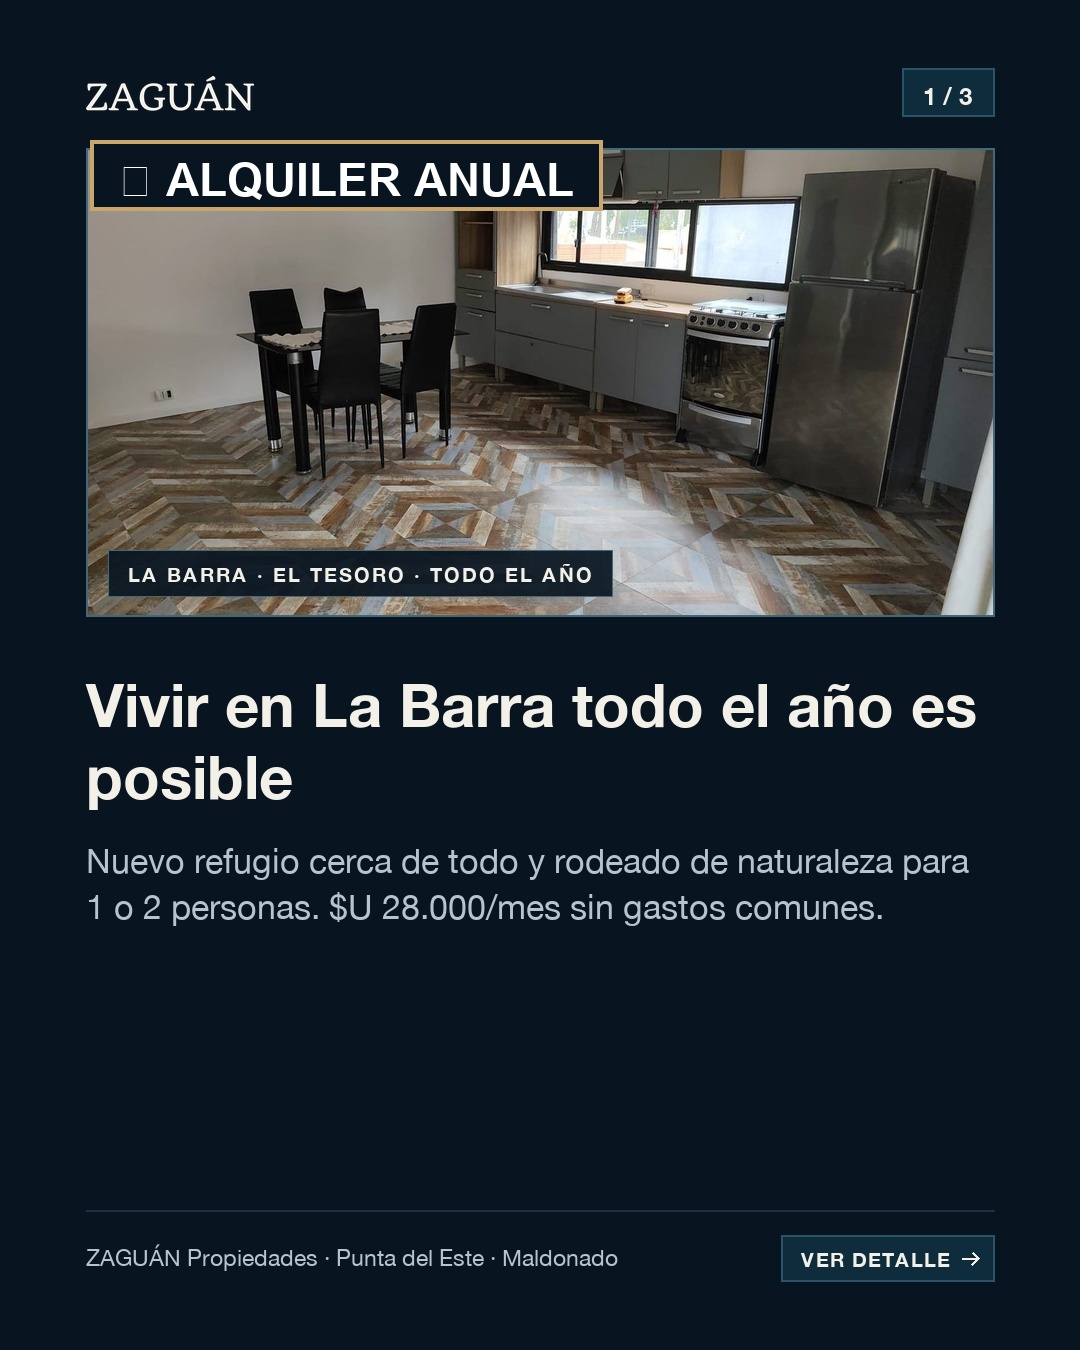 ZAGUÁN
1 / 3
ALQUILER ANUAL
LA BARRA · EL TESORO · TODO EL AÑO
Vivir en La Barra todo el año es
posible
Nuevo refugio cerca de todo y rodeado de naturaleza para
1 o 2 personas. $U 28.000/mes sin gastos comunes.
ZAGUÁN Propiedades · Punta del Este · Maldonado
VER DETALLE →